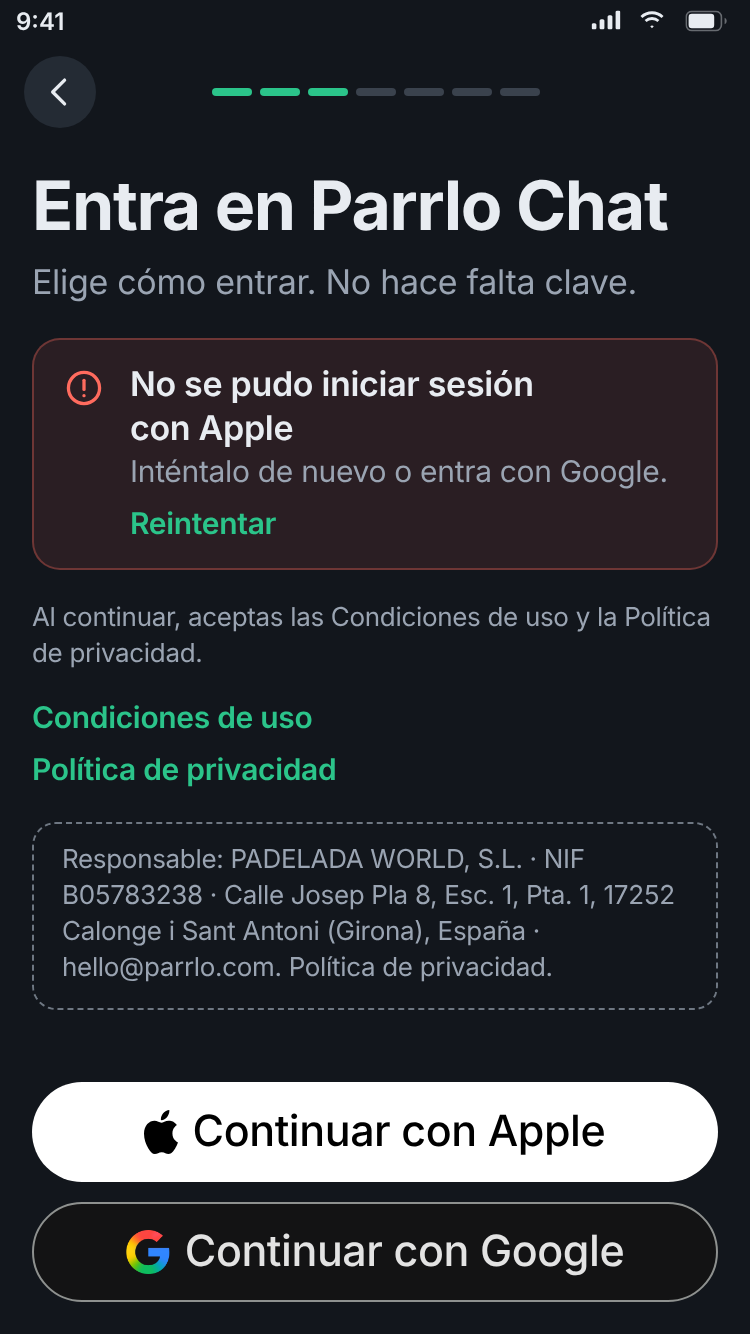 9:41
Entra en Parrlo Chat
Elige cómo entrar. No hace falta clave.
No se pudo iniciar sesión
con Apple
Inténtalo de nuevo o entra con Google.
Reintentar
Al continuar, aceptas las Condiciones de uso y la Política
de privacidad.
Condiciones de uso
Política de privacidad
Responsable: PADELADA WORLD, S.L. · NIF
B05783238 · Calle Josep Pla 8, Esc. 1, Pta. 1, 17252
Calonge i Sant Antoni (Girona), España ·
hello@parrlo.com. Política de privacidad.
Continuar con Apple
Continuar con Google